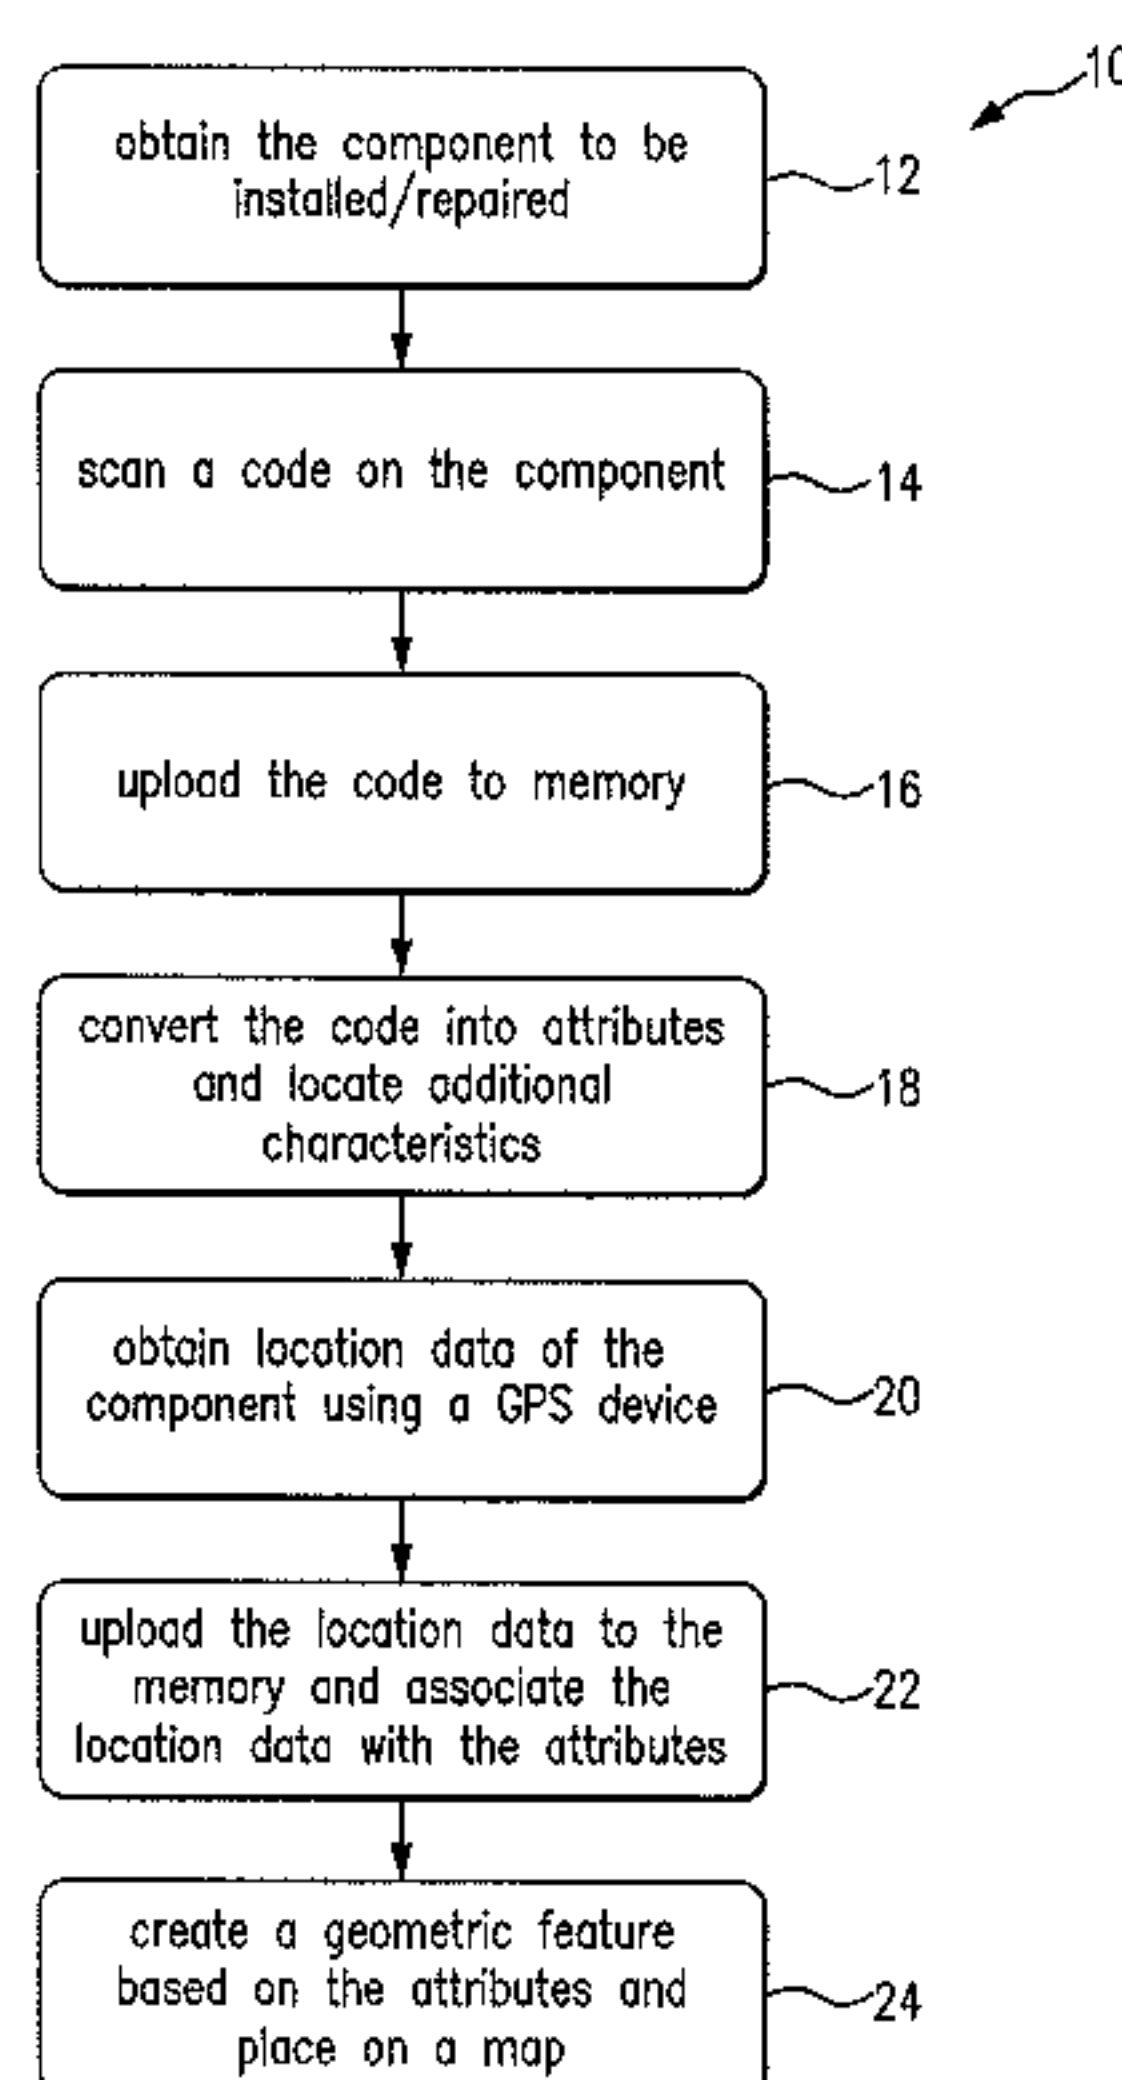 10
obtain the component to be
installed/repaired
12
scan a code on the component
14
upload the code to memory
16
convert the code into attributes
and locate additional
characteristics
18
obtain location data of the
component using a GPS device
20
upload the location data to the
memory and associate the
location data with the attributes
22
create a geometric feature
based on the attributes and
place on a map
24